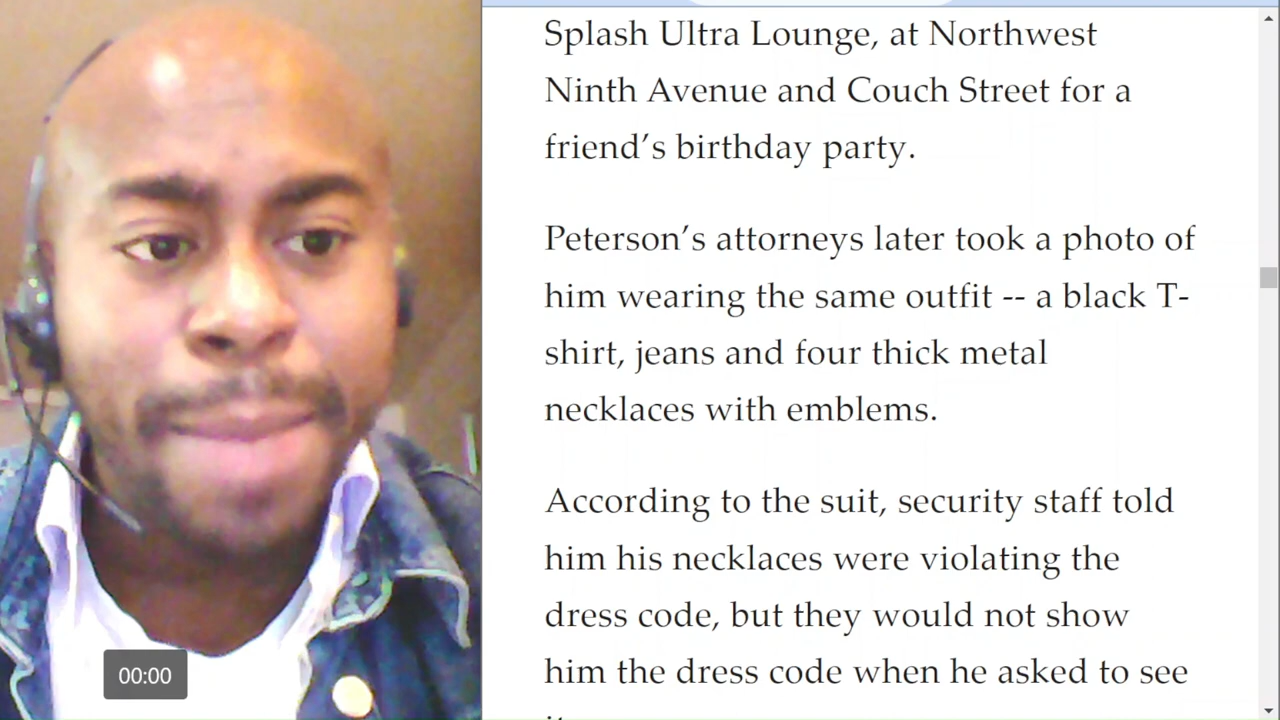 Splash Ultra Lounge, at Northwest
Ninth Avenue and Couch Street for a
friend’s birthday party.
Peterson’s attorneys later took a photo of
him wearing the same outfit -- a black T-
shirt, jeans and four thick metal
necklaces with emblems.
According to the suit, security staff told
him his necklaces were violating the
dress code, but they would not show
him the dress code when he asked to see
00:00